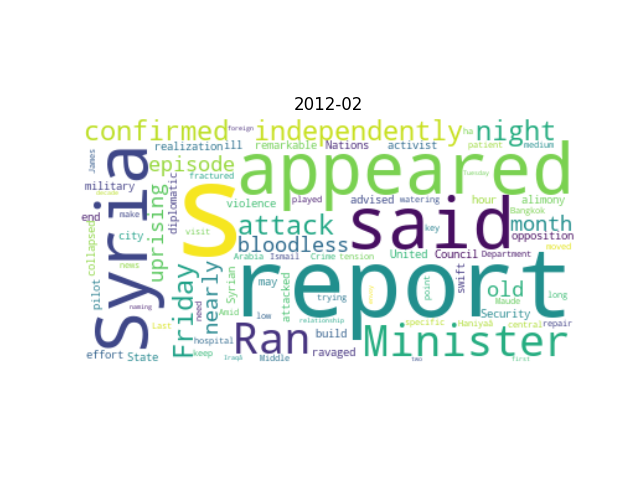 2012-02
confirmed foreign independently ha night
James realization ill remarkable Nations activist patient medium
Syria S appeared
military episode fractured Tuesday
decade violence played advised watering hour alimony
end make uprising diplomatic attack said key Bangkok month
collapsed city visit bloodless United Council Department opposition moved
news Arabia Ismail Crime tension swift
pilot Friday nearly Syrian may attacked report point old long
naming need Amid low trying Maude Security
Last Ran build specific Haniyaâ central repair
hospital relationship Minister
effort State keep Iraqâ Middle ravaged two first